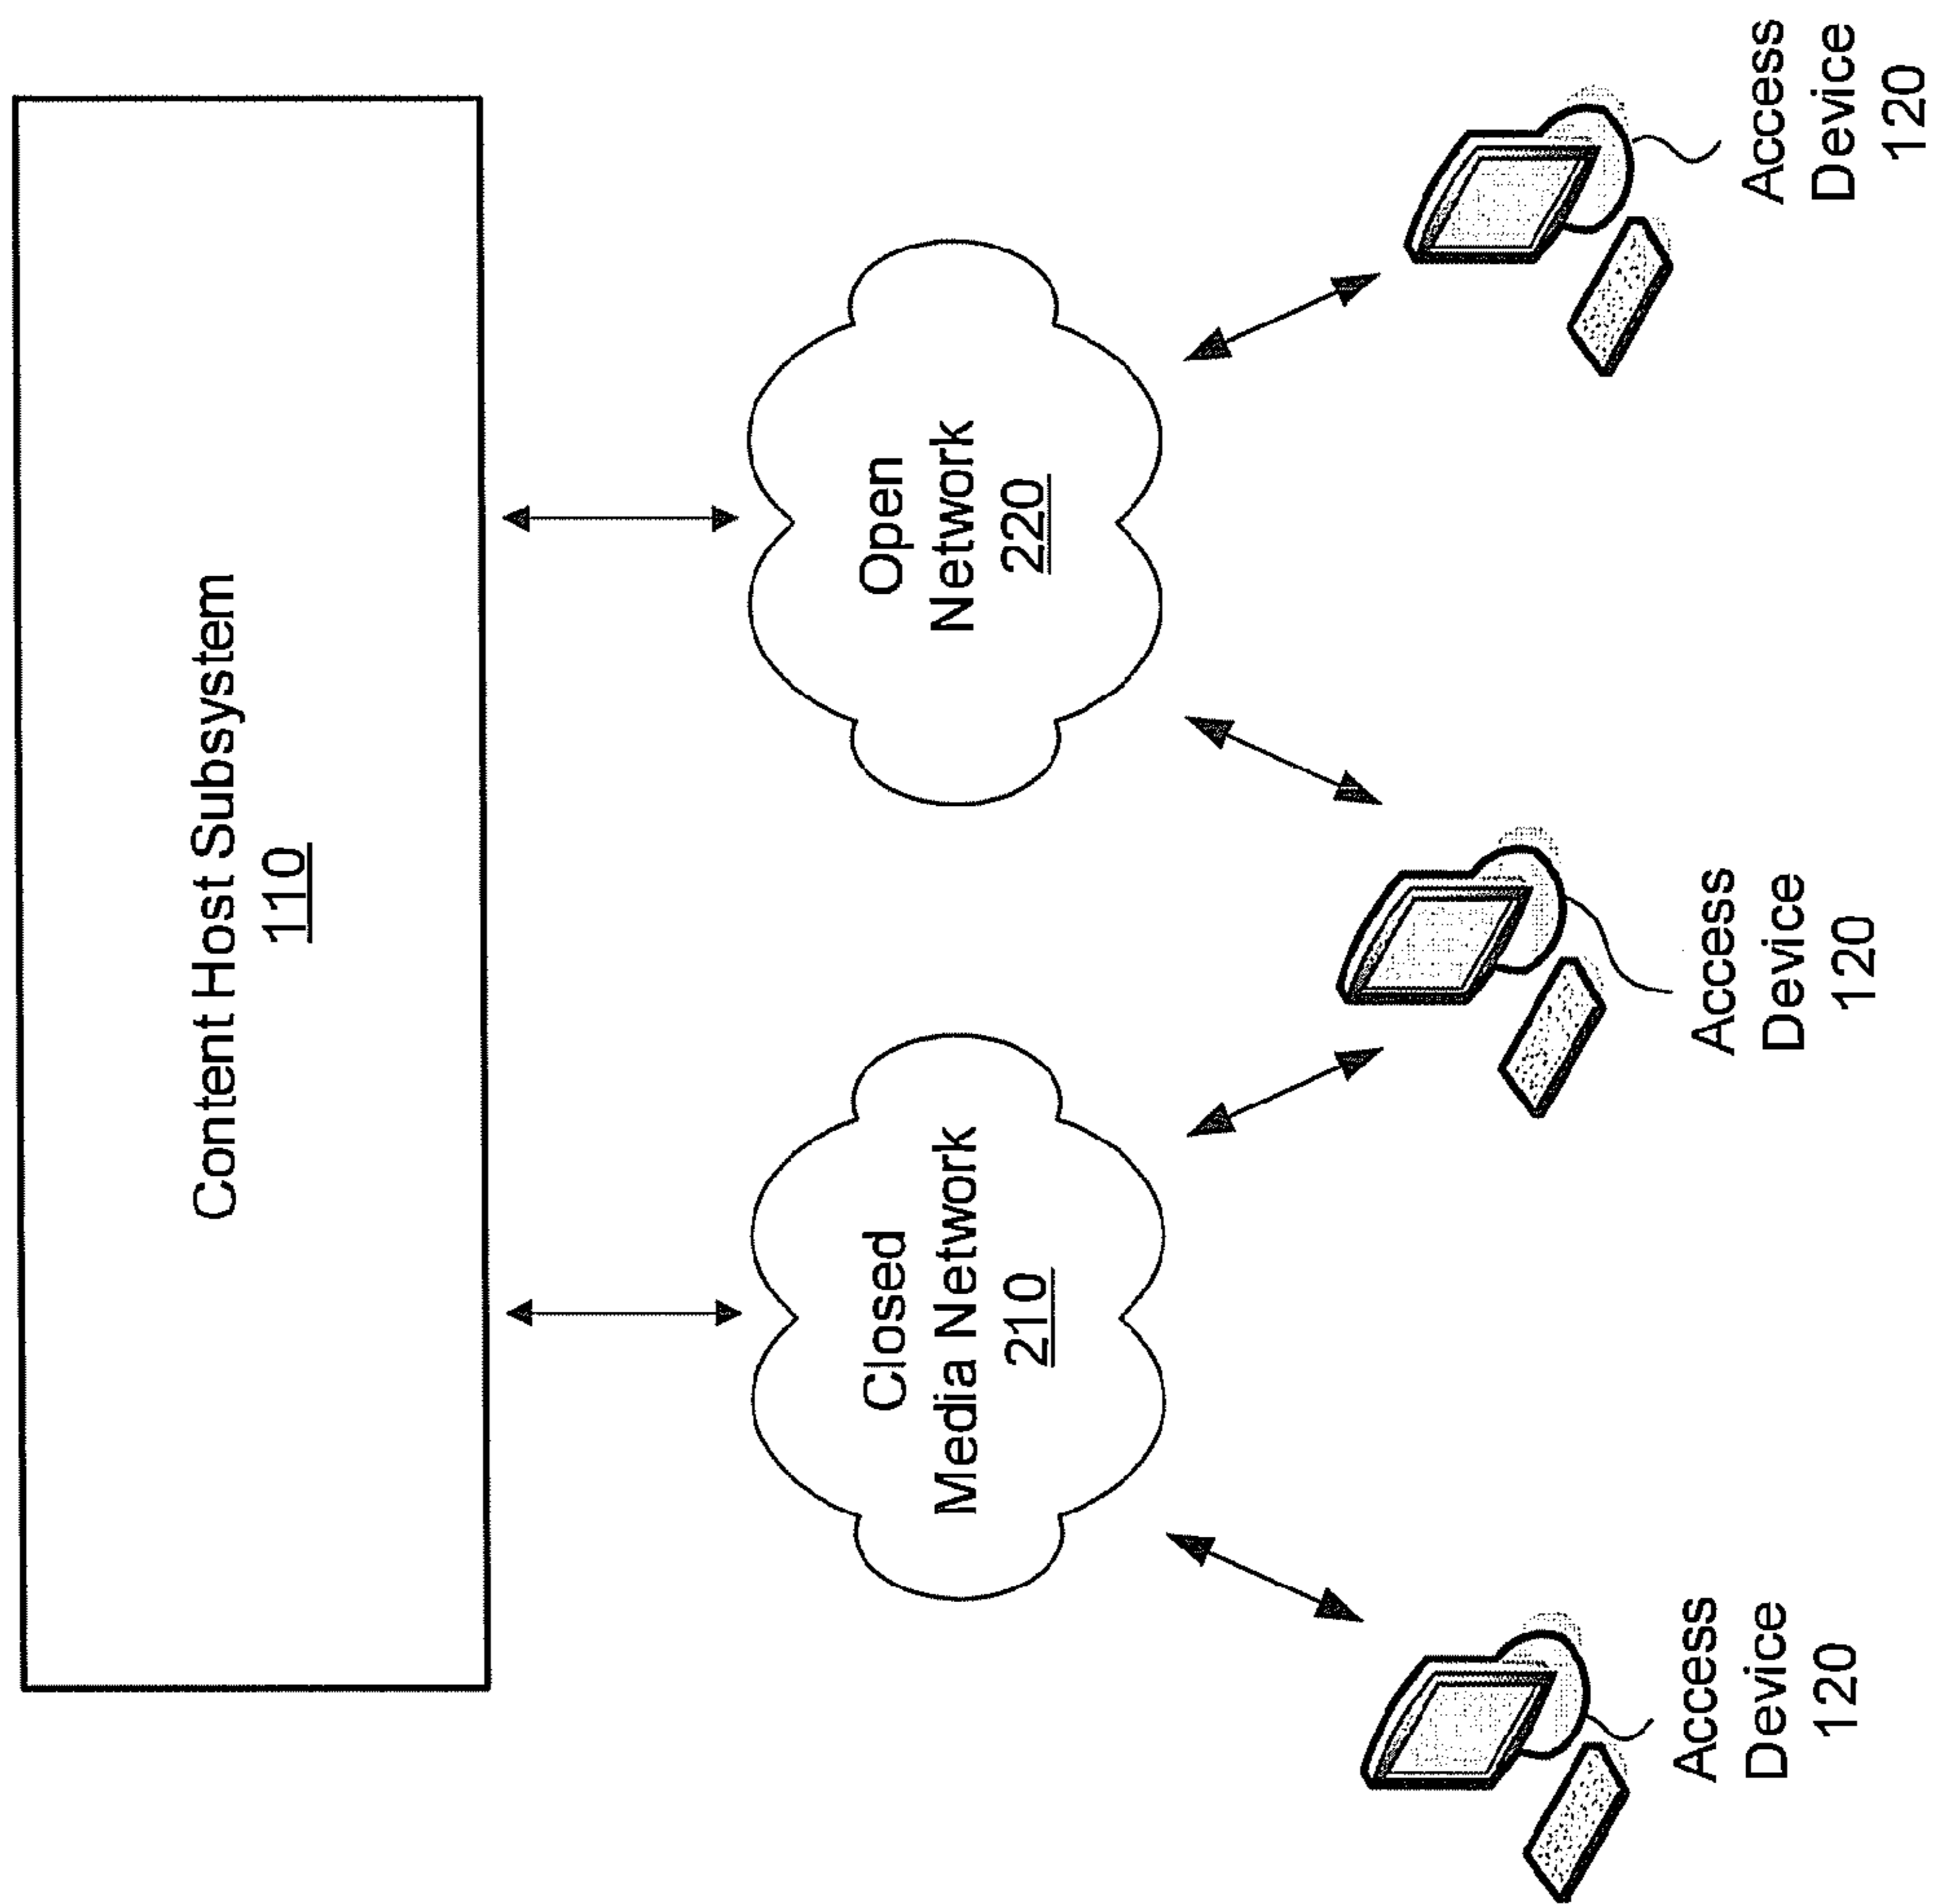 Content Host Subsystem
110
Closed
Media Network
210
Open
Network
220
Access
Device
120
Access
Device
120
Access
Device
120